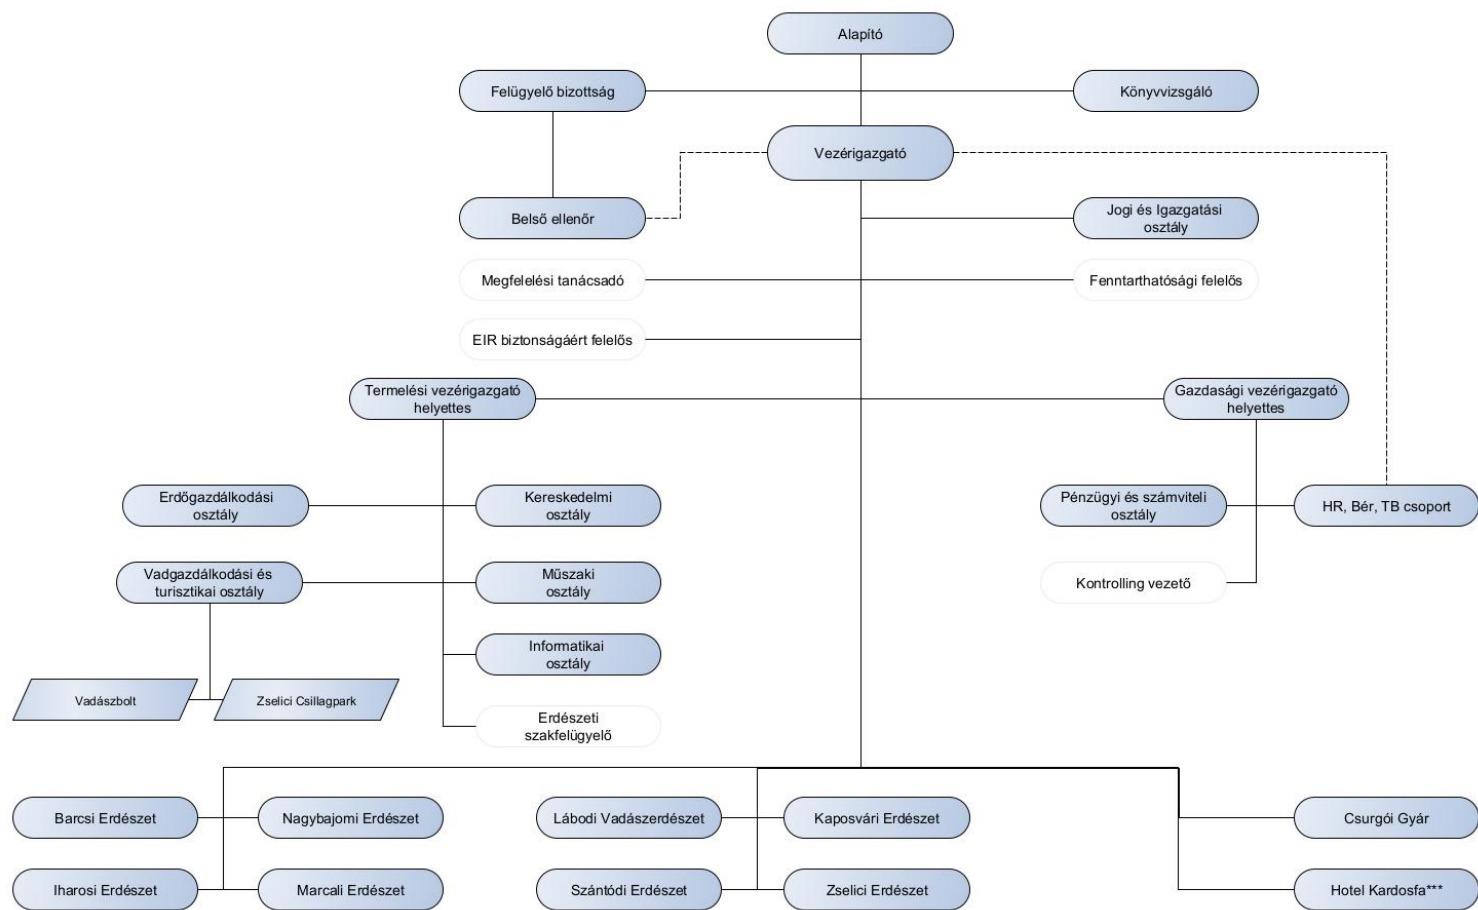 Alapító
Felügyelő bizottság
Könyvvizsgáló
Vezérigazgató
Belső ellenőr
Jogi és Igazgatási
osztály
Megfelelési tanácsadó
Fenntarthatósági felelős
EIR biztonságáért felelős
Termelési vezérigazgató
helyettes
Gazdasági vezérigazgató
helyettes
Erdőgazdálkodási
osztály
Kereskedelmi
osztály
Pénzügyi és számviteli
osztály
HR, Bér, TB csoport
Vadgazdálkodási és
turisztikai osztály
Műszaki
osztály
Kontrolling vezető
Informatikai
osztály
Vadászbolt
Zselici Csillagpark
Erdészeti
szakfelügyelő
Barcsi Erdészet
Nagybajomi Erdészet
Lábodi Vadászerdészet
Kaposvári Erdészet
Csurgói Gyár
Iharosi Erdészet
Marcali Erdészet
Szántódi Erdészet
Zselici Erdészet
Hotel Kardosfa***